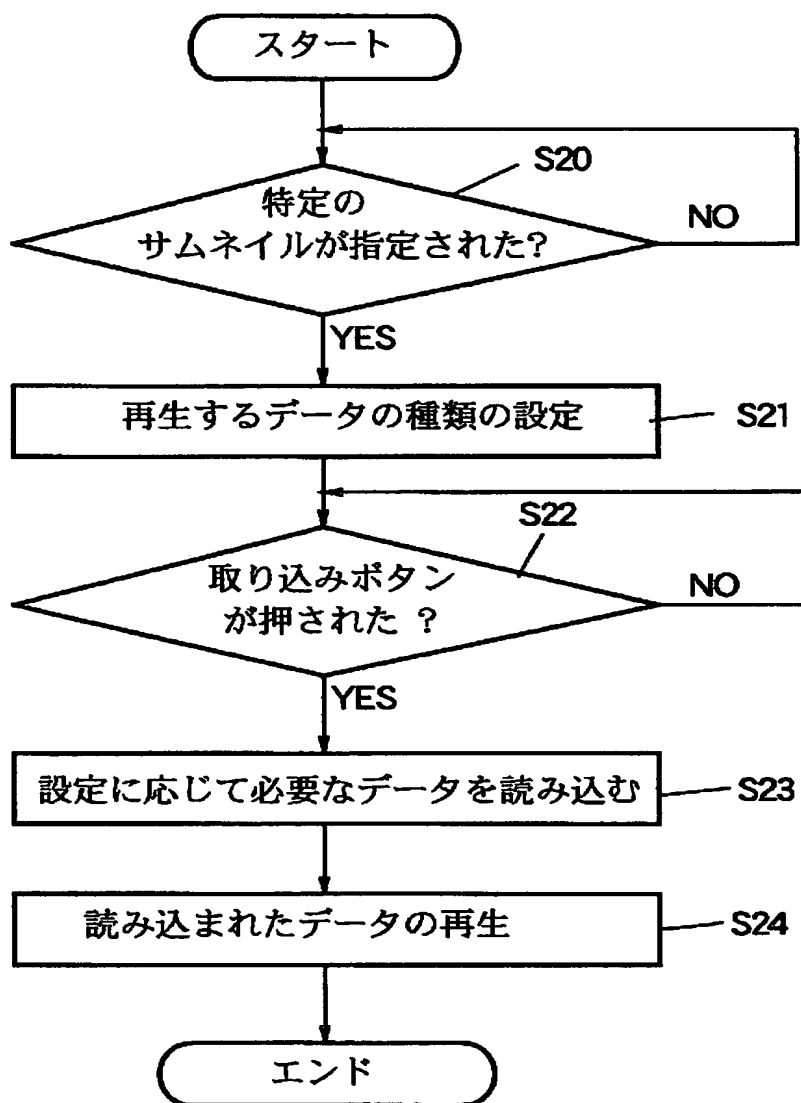 スタート
S20
特定の
サムネイルが指定された?
NO
YES
再生するデータの種類の設定
S21
S22
取り込みボタン
が押された ?
NO
YES
設定に応じて必要なデータを読み込む
S23
読み込まれたデータの再生
S24
エンド